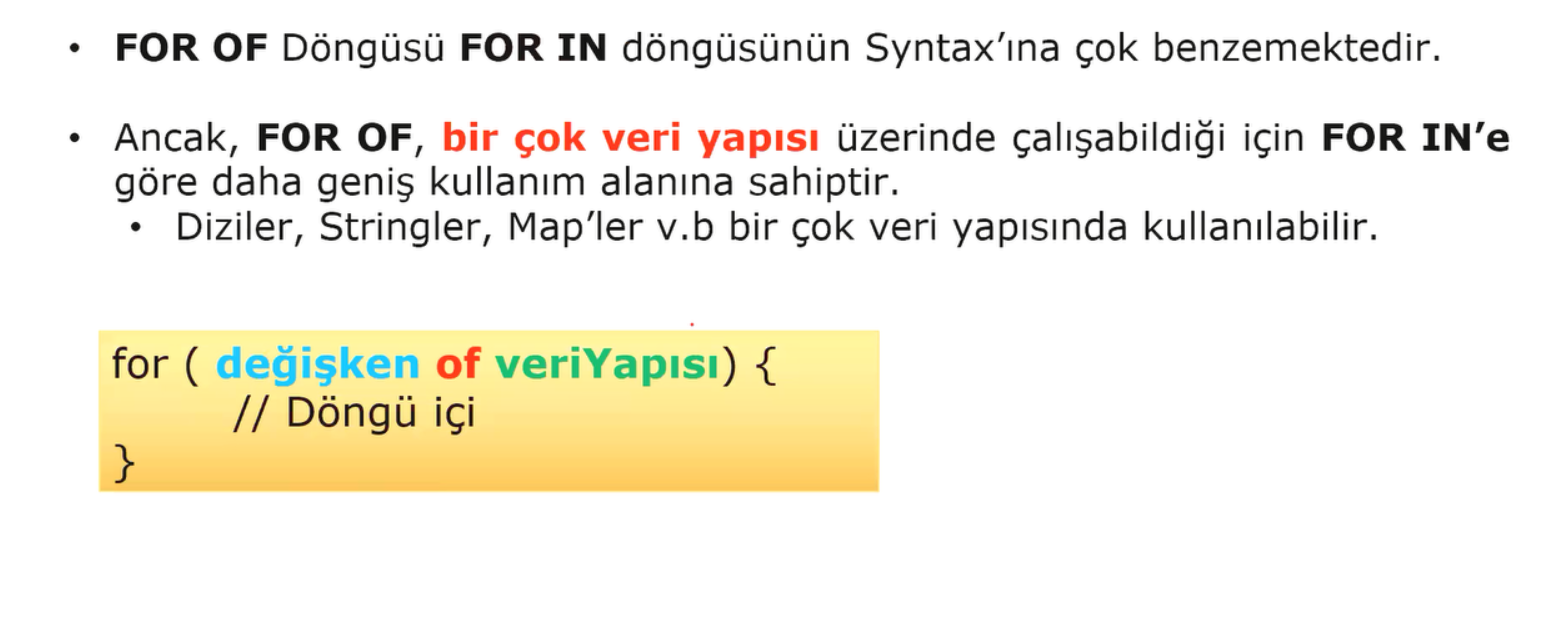 • FOR OF Döngüsü FOR IN döngüsünün Syntax’ına çok benzemektedir.
• Ancak, FOR OF, bir çok veri yapısı üzerinde çalışabildiği için FOR IN’e
göre daha geniş kullanım alanına sahiptir.
• Diziler, Stringler, Map’ler v.b bir çok veri yapısında kullanılabilir.
for ( değişken of veriYapısı) {
// Döngü içi
}